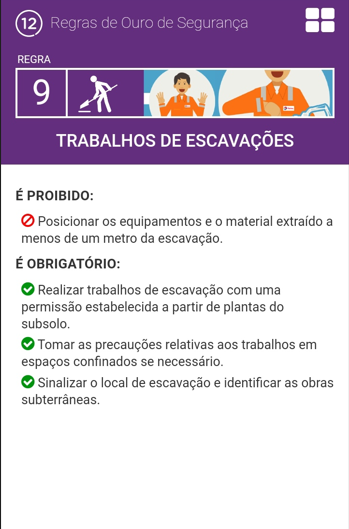 12 Regras de Ouro de Segurança
REGRA
9
TRABALHOS DE ESCAVAÇÕES
É PROIBIDO:
Posicionar os equipamentos e o material extraído a
menos de um metro da escavação.
É OBRIGATÓRIO:
Realizar trabalhos de escavação com uma
permissão estabelecida a partir de plantas do
subsolo.
Tomar as precauções relativas aos trabalhos em
espaços confinados se necessário.
Sinalizar o local de escavação e identificar as obras
subterrâneas.